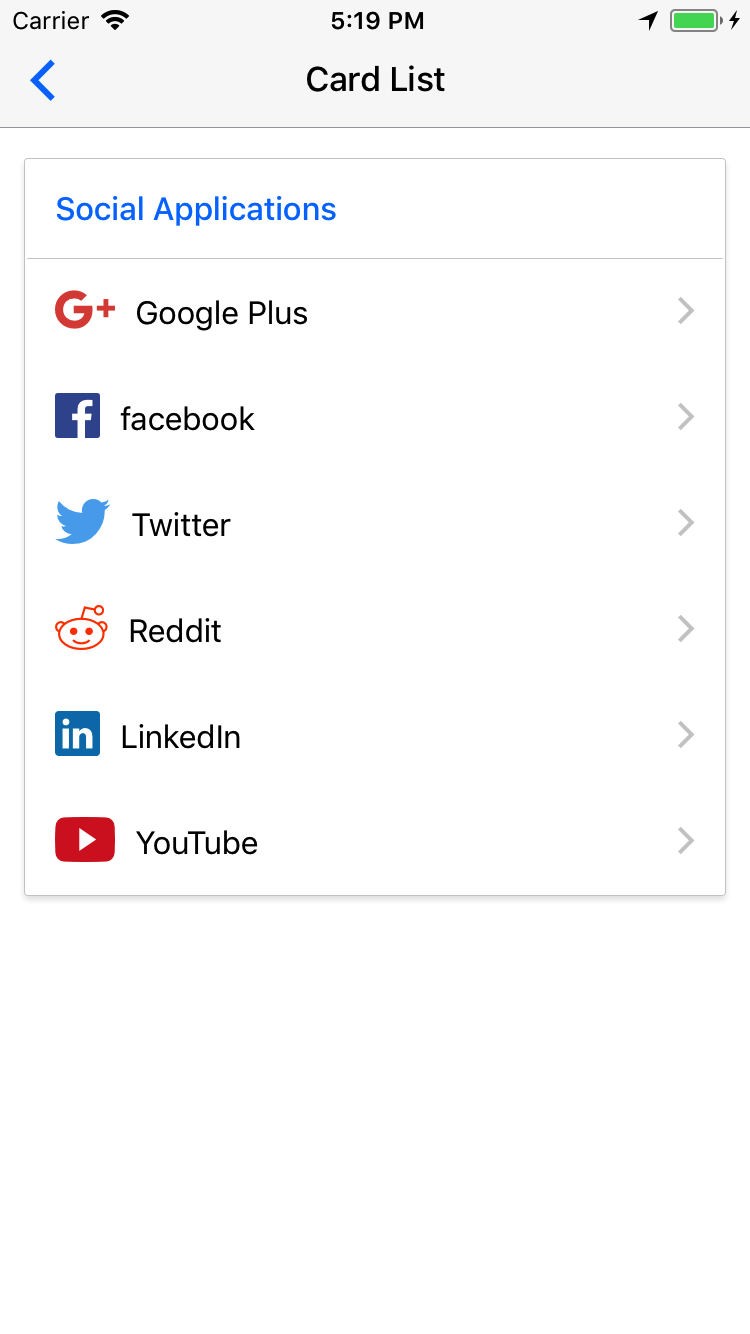 Carrier 5:19 PM
Card List
Social Applications
G+ Google Plus
f facebook
Twitter
Reddit
in LinkedIn
YouTube